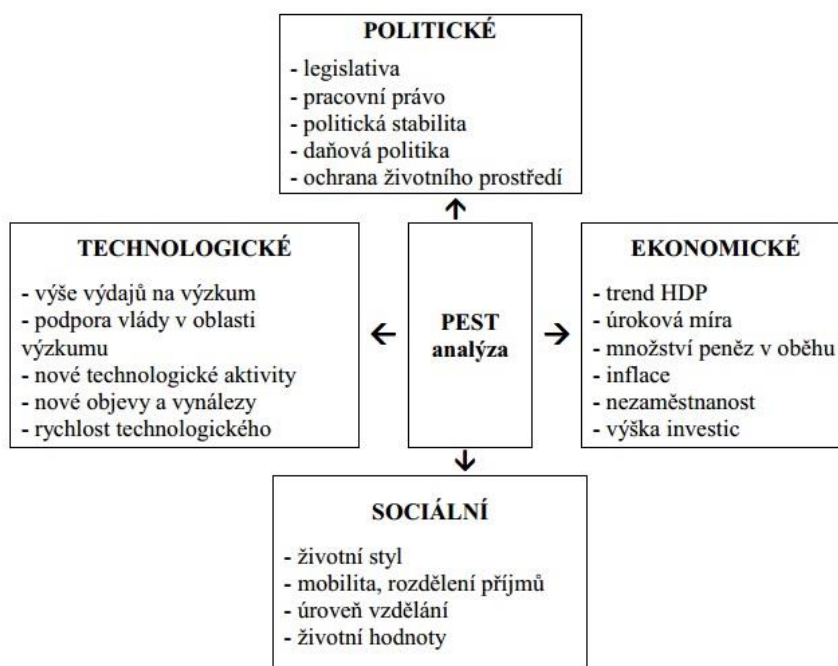 POLITICKÉ
- legislativa
- pracovní právo
- politická stabilita
- daňová politika
- ochrana životního prostředí
TECHNOLOGICKÉ
- výše výdajů na výzkum
- podpora vlády v oblasti
výzkumu
- nové technologické aktivity
- nové objevy a vynálezy
- rychlost technologického
PEST
analýza
EKONOMICKÉ
- trend HDP
- úroková míra
- množství peněz v oběhu
- inflace
- nezaměstnanost
- výška investic
SOCIÁLNÍ
- životní styl
- mobilita, rozdělení příjmů
- úroveň vzdělání
- životní hodnoty